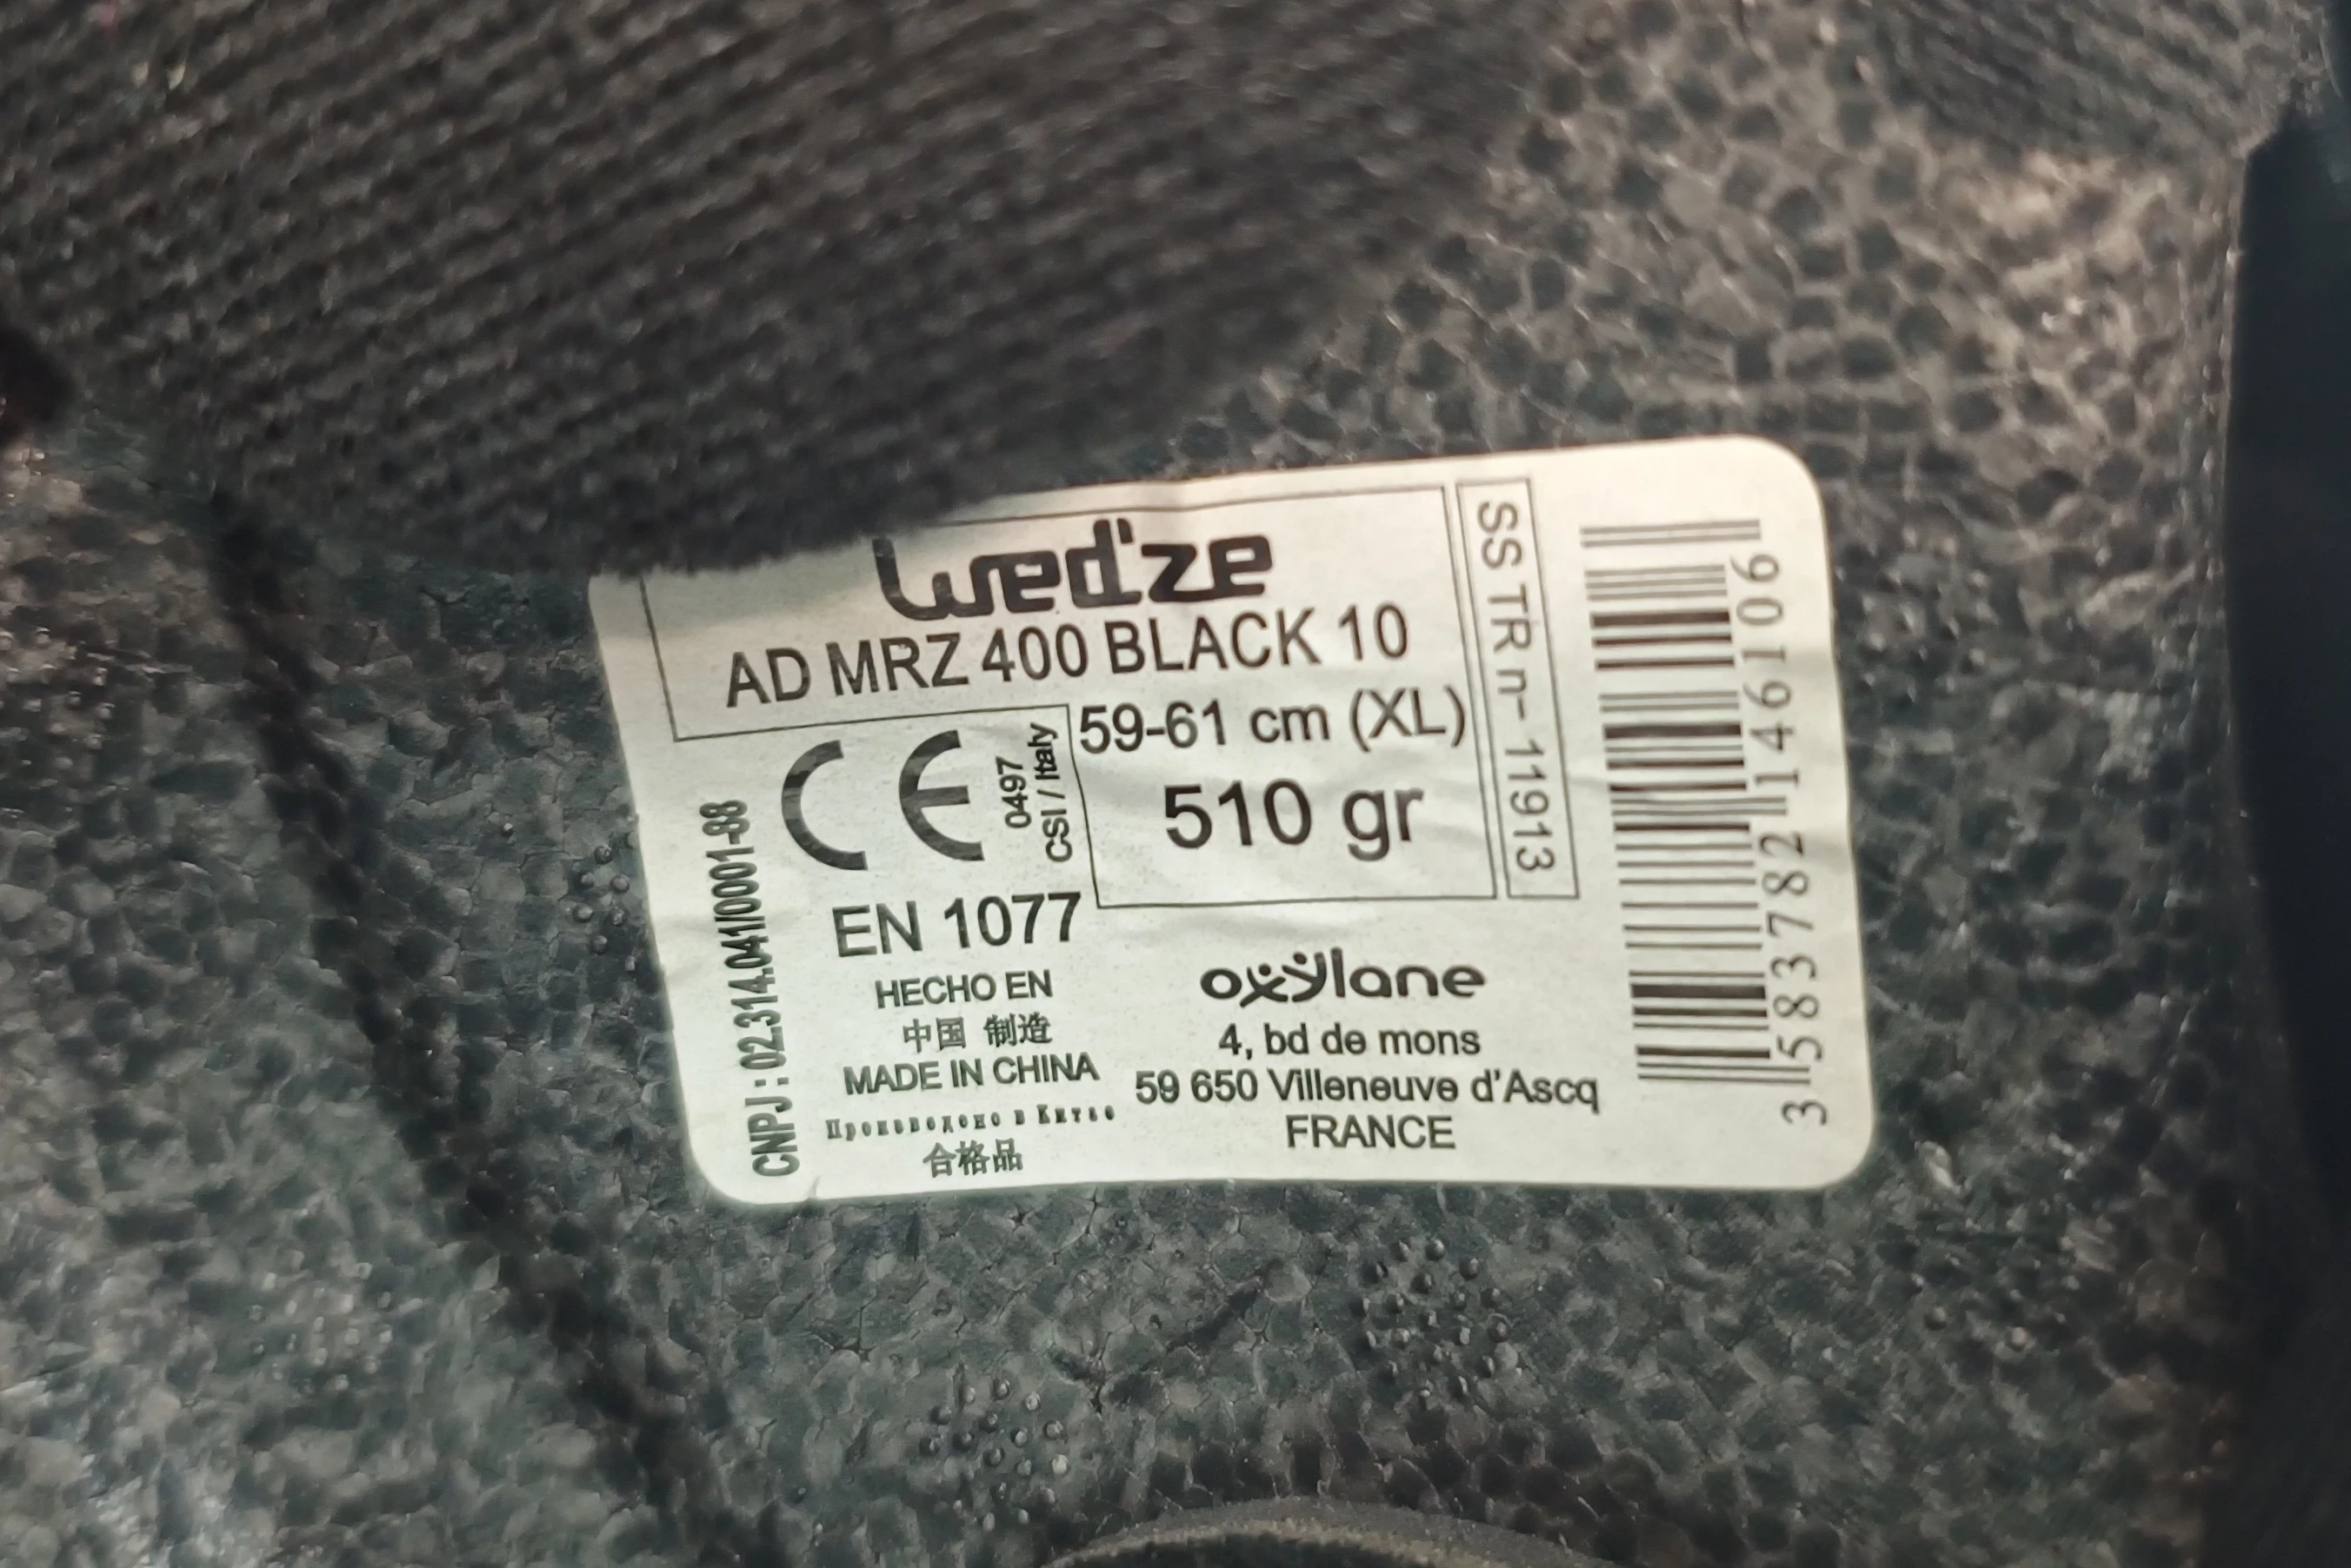 Wed'ze
AD MRZ 400 BLACK 10
59-61 cm (XL)
510 gr
SS TR n- 11913
CE
0497
CSI / Italy
EN 1077
CNPJ : 02.314.041/0001-88
HECHO EN
中国 制造
MADE IN CHINA
в Китае
合格品
oxylane
4, bd de mons
59 650 Villeneuve d'Ascq
FRANCE
3 583782 146106